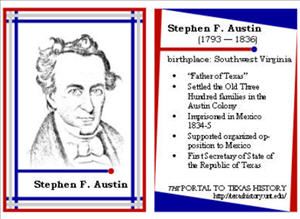 Stephen F. Austin
Stephen F. Austin
(1793 — 1836)
birthplace: Southwest Virginia
• "Father of Texas"
• Settled the Old Three
Hundred families in the
Austin Colony
• Imprisoned in Mexico
1834-5
• Supported organized op-
position to Mexico
• First Secretary of State of
the Republic of Texas
THE PORTAL TO TEXAS HISTORY
http://texashistory.unt.edu/